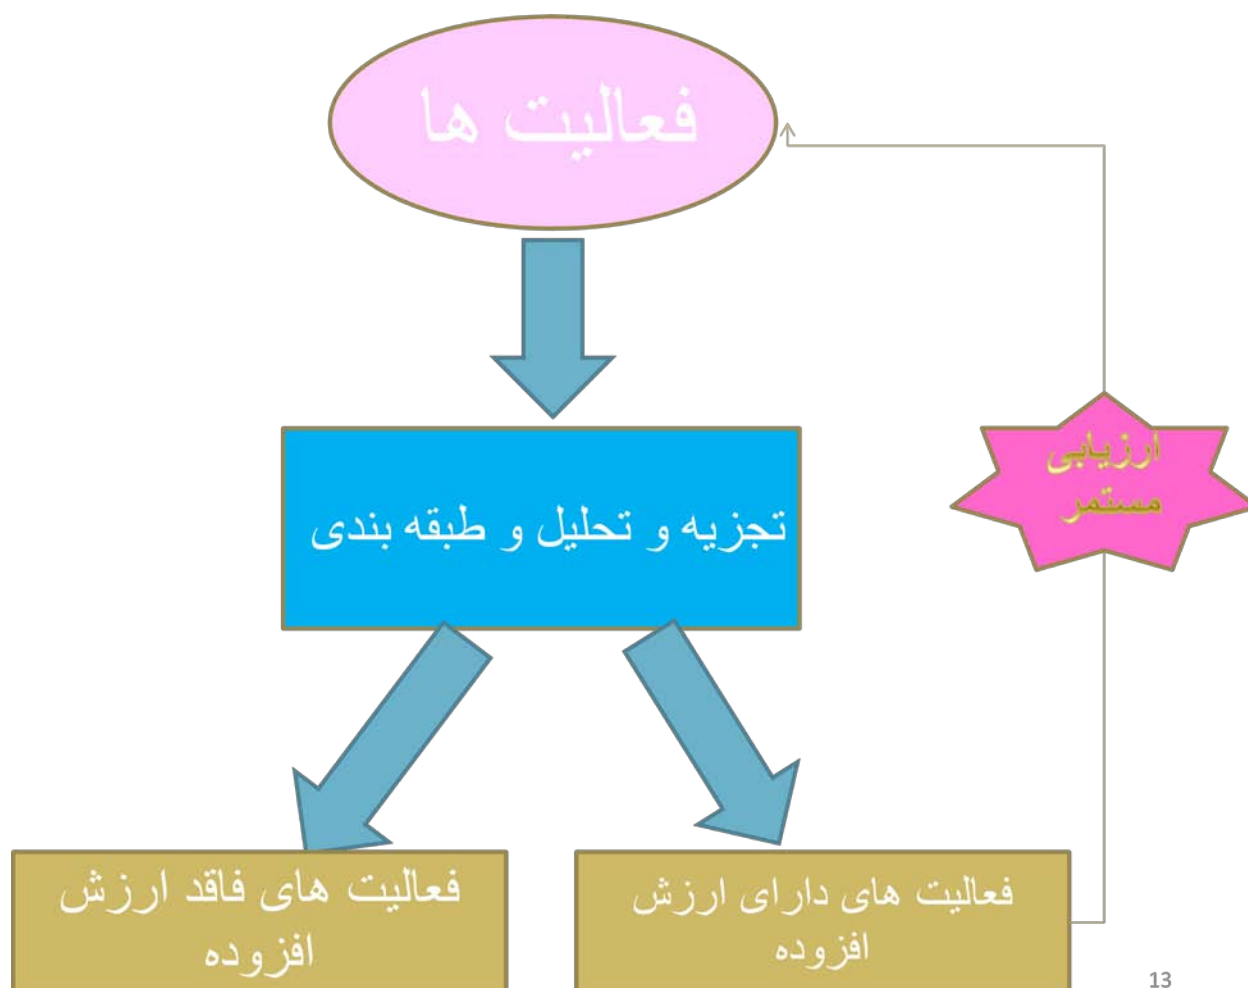 فعالیت ها
ارزیابی
مستمر
تجزیه و تحلیل و طبقه بندی
فعالیت های دارای ارزش
افزوده
فعالیت های فاقد ارزش
افزوده
13